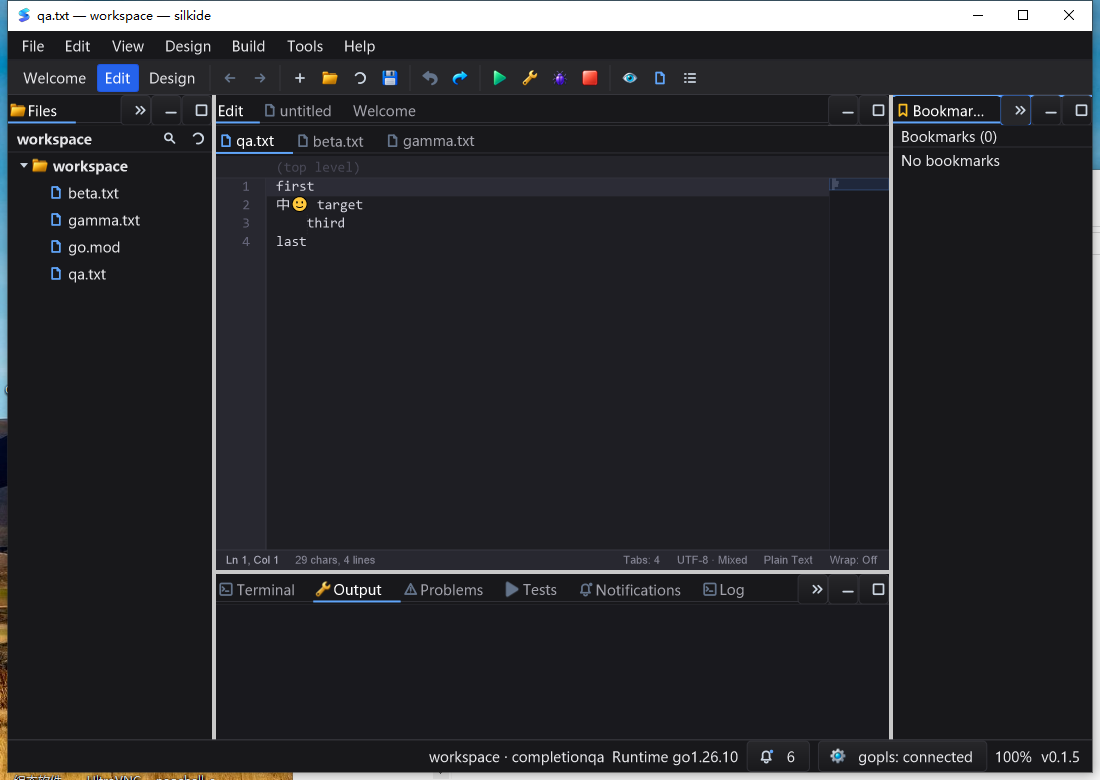 qa.txt — workspace — silkide
File Edit View Design Build Tools Help
Welcome Edit Design
Files
workspace
workspace
beta.txt
gamma.txt
go.mod
qa.txt
Edit untitled Welcome
qa.txt beta.txt gamma.txt
(top level)
1 first
2 中🙂 target
3 third
4 last
Ln 1, Col 1 29 chars, 4 lines Tabs: 4 UTF-8 · Mixed Plain Text Wrap: Off
Terminal Output Problems Tests Notifications Log
Bookmar...
Bookmarks (0)
No bookmarks
workspace · completionqa Runtime go1.26.10 6 gopls: connected 100% v0.1.5